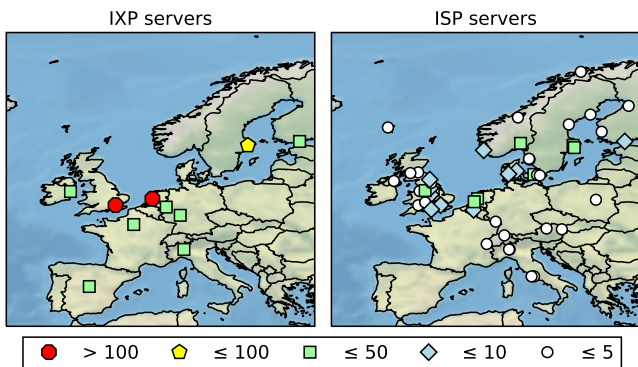 IXP servers
ISP servers
> 100
≤ 100
≤ 50
≤ 10
≤ 5